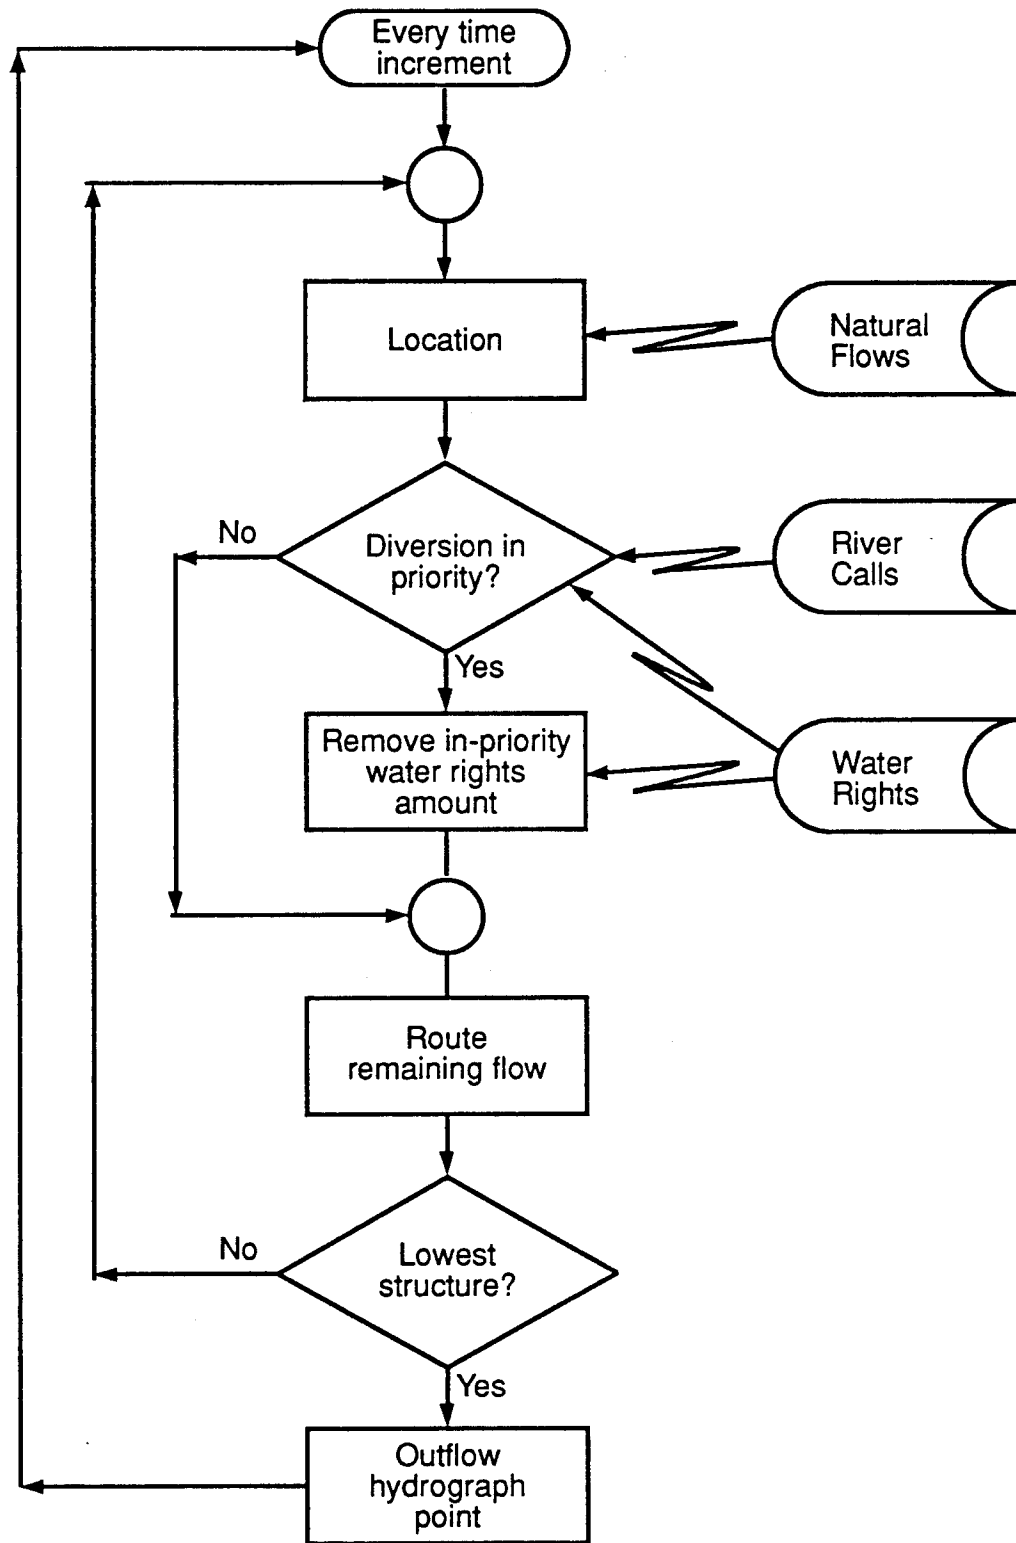 Every time
increment
Location
Natural
Flows
No
Diversion in
priority?
River
Calls
Yes
Remove in-priority
water rights
amount
Water
Rights
Route
remaining flow
No
Lowest
structure?
Yes
Outflow
hydrograph
point